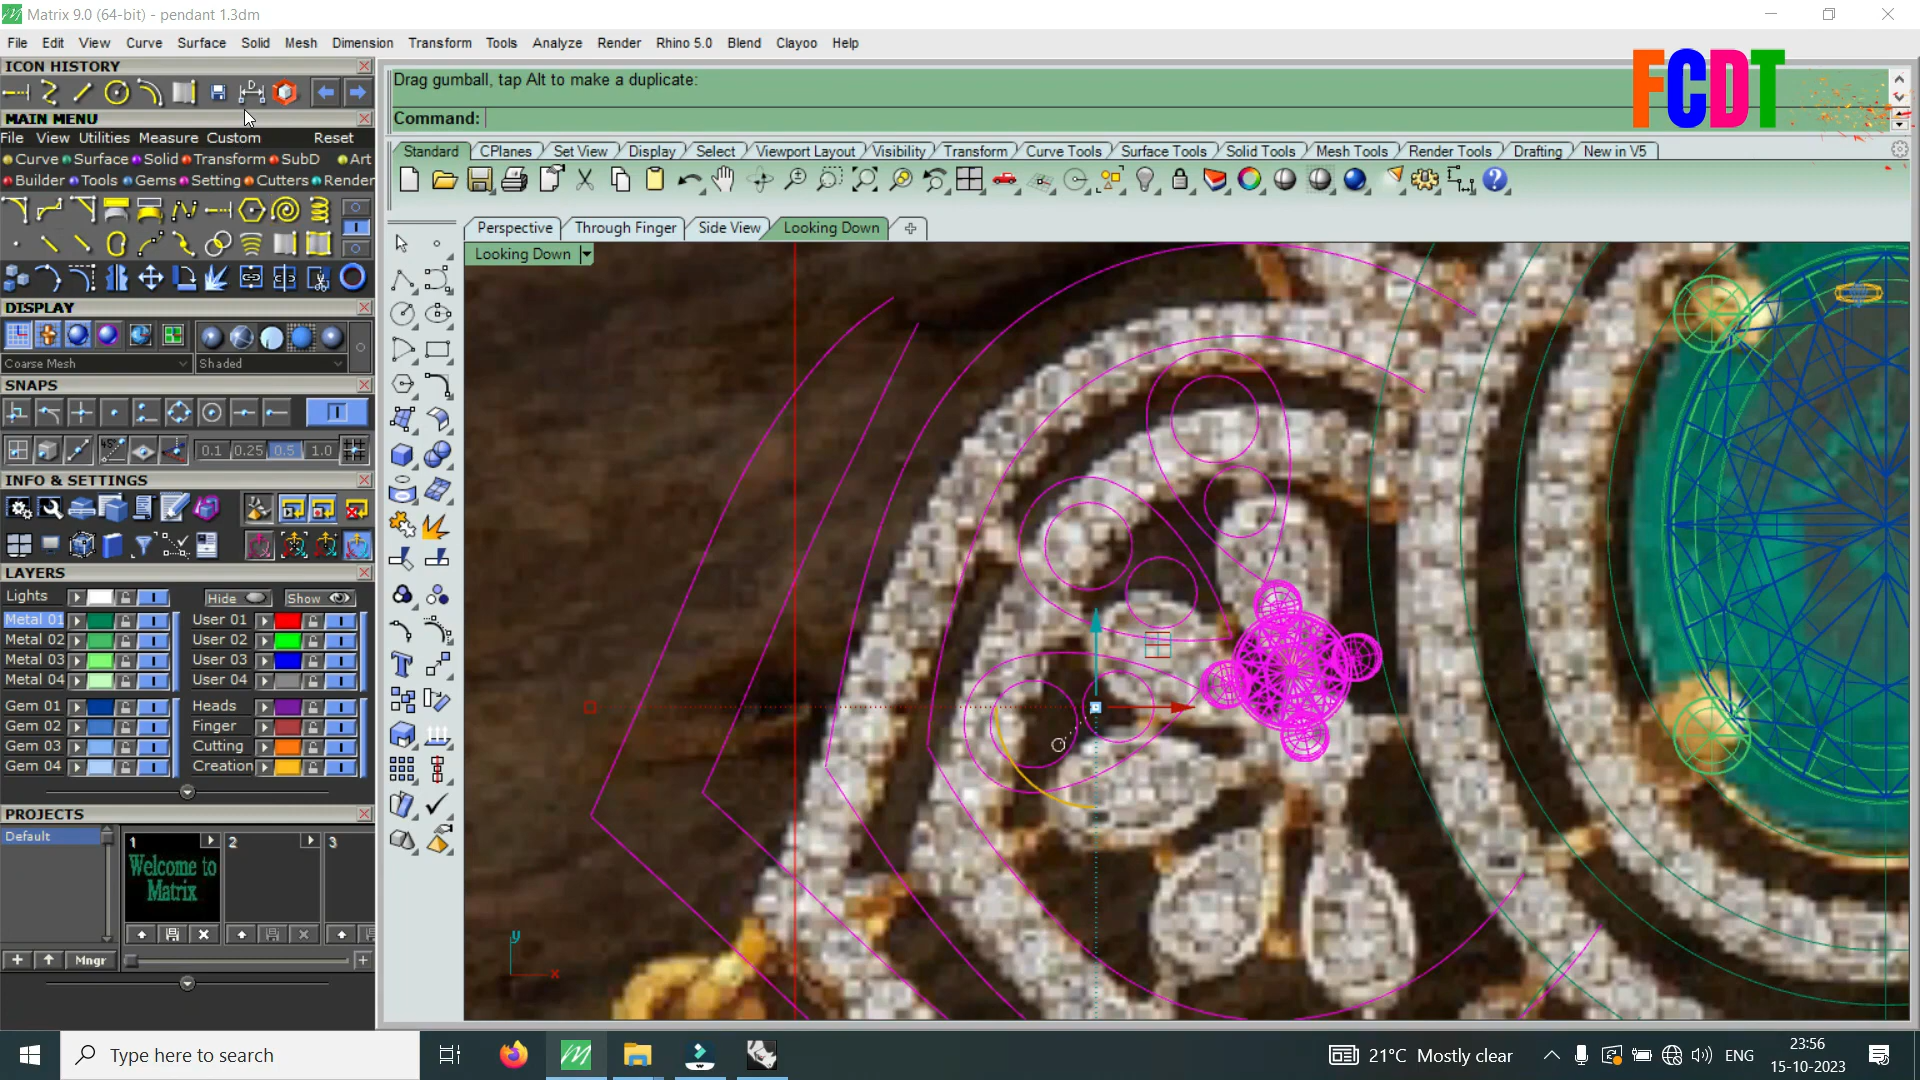 Matrix 9.0 (64-bit) - pendant 1.3dm
File Edit View Curve Surface Solid Mesh Dimension Transform Tools Analyze Render Rhino 5.0 Blend Clayoo Help
FCDT
ICON HISTORY
Drag gumball, tap Alt to make a duplicate:
Command:
MAIN MENU
File View Utilities Measure Custom Reset
Curve Surface Solid Transform SubD Art
Builder Tools Gems Setting Cutters Render
Standard CPlanes Set View Display Select Viewport Layout Visibility Transform Curve Tools Surface Tools Solid Tools Mesh Tools Render Tools Drafting New in V5
Perspective Through Finger Side View Looking Down
Looking Down
DISPLAY
Coarse Mesh Shaded
SNAPS
0.1 0.25 0.5 1.0
INFO & SETTINGS
LAYERS
Lights Hide Show
Metal 01 User 01
Metal 02 User 02
Metal 03 User 03
Metal 04 User 04
Gem 01 Heads
Gem 02 Finger
Gem 03 Cutting
Gem 04 Creation
PROJECTS
Default
1 2 3
Welcome to
Matrix
Mngr
y
x
Type here to search
21°C Mostly clear
ENG
23:56
15-10-2023